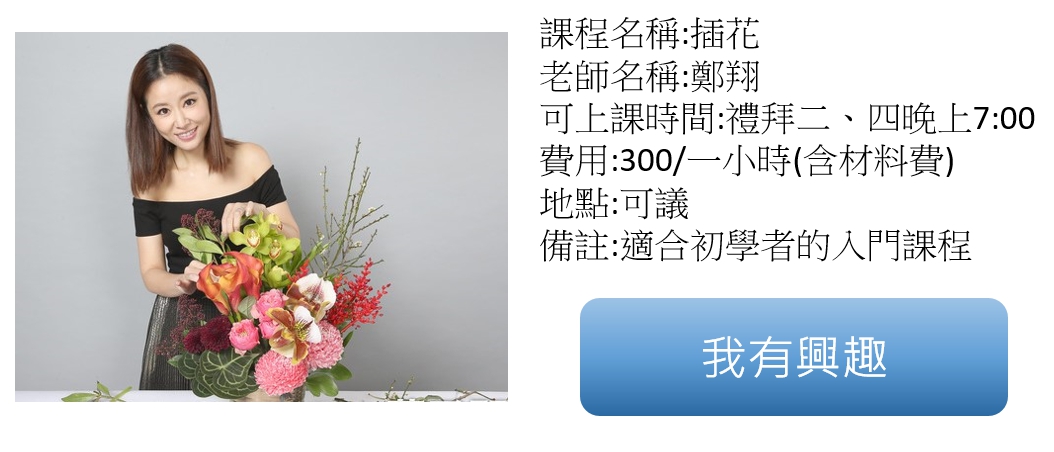 課程名稱:插花
老師名稱:鄭翔
可上課時間:禮拜二、四晚上7:00
費用:300/一小時(含材料費)
地點:可議
備註:適合初學者的入門課程
我有興趣